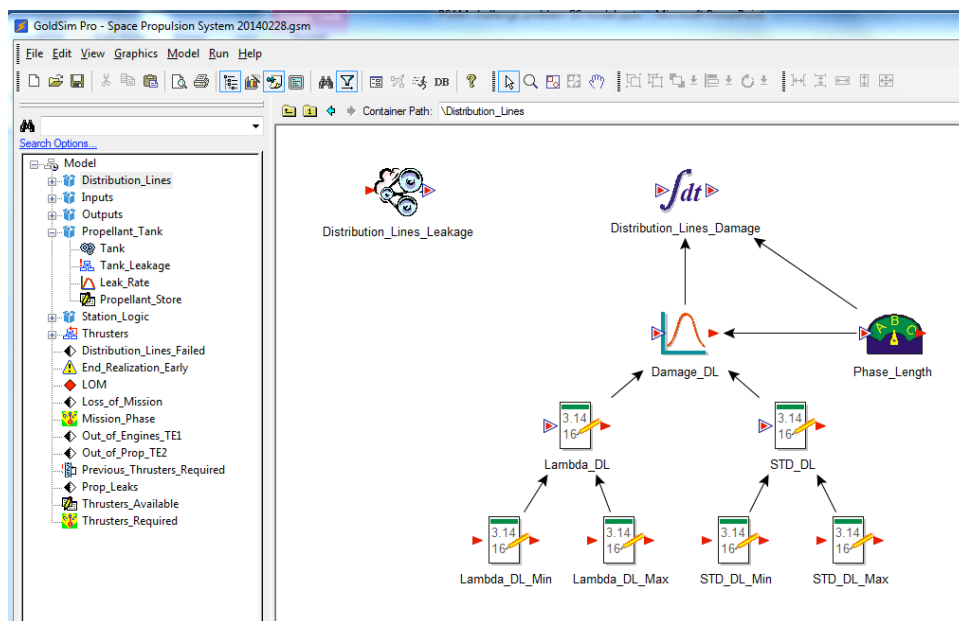 GoldSim Pro - Space Propulsion System 20140228.gsm
File Edit View Graphics Model Run Help
DB
Container Path: \Distribution_Lines
Search Options...
Model
Distribution_Lines
Inputs
Outputs
Propellant_Tank
Tank
Tank_Leakage
Leak_Rate
Propellant_Store
Station_Logic
Thrusters
Distribution_Lines_Failed
End_Realization_Early
LOM
Loss_of_Mission
Mission_Phase
Out_of_Engines_TE1
Out_of_Prop_TE2
Previous_Thrusters_Required
Prop_Leaks
Thrusters_Available
Thrusters_Required
∫dt
Distribution_Lines_Leakage
Distribution_Lines_Damage
A B C
Damage_DL
Phase_Length
3.14
16
3.14
16
Lambda_DL
STD_DL
3.14
16
3.14
16
3.14
16
3.14
16
Lambda_DL_Min
Lambda_DL_Max
STD_DL_Min
STD_DL_Max